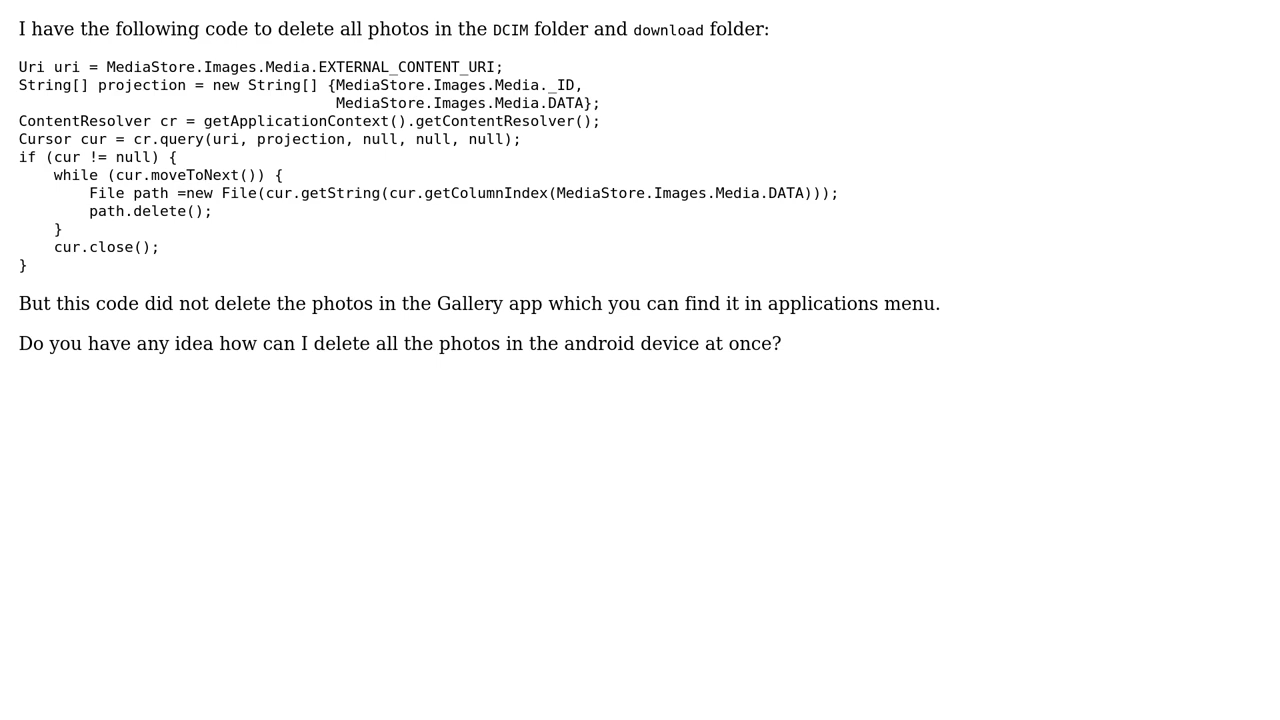 I have the following code to delete all photos in the DCIM folder and download folder:
Uri uri = MediaStore.Images.Media.EXTERNAL_CONTENT_URI;
String[] projection = new String[] {MediaStore.Images.Media._ID,
                                    MediaStore.Images.Media.DATA};
ContentResolver cr = getApplicationContext().getContentResolver();
Cursor cur = cr.query(uri, projection, null, null, null);
if (cur != null) {
    while (cur.moveToNext()) {
        File path =new File(cur.getString(cur.getColumnIndex(MediaStore.Images.Media.DATA)));
        path.delete();
    }
    cur.close();
}
But this code did not delete the photos in the Gallery app which you can find it in applications menu.
Do you have any idea how can I delete all the photos in the android device at once?